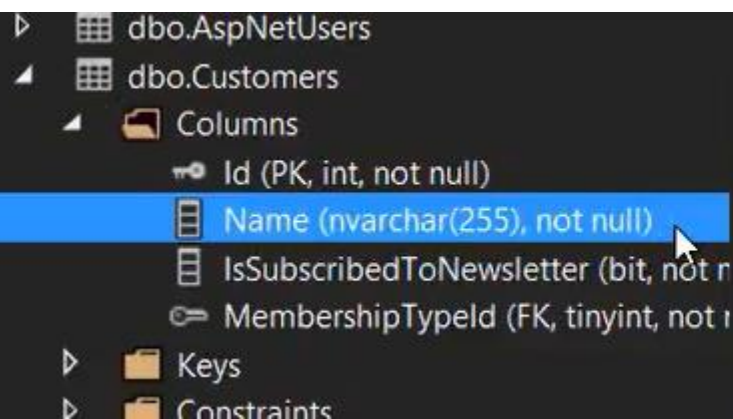 dbo.AspNetUsers
dbo.Customers
Columns
Id (PK, int, not null)
Name (nvarchar(255), not null)
IsSubscribedToNewsletter (bit, not
MembershipTypeId (FK, tinyint, not
Keys
Constraints